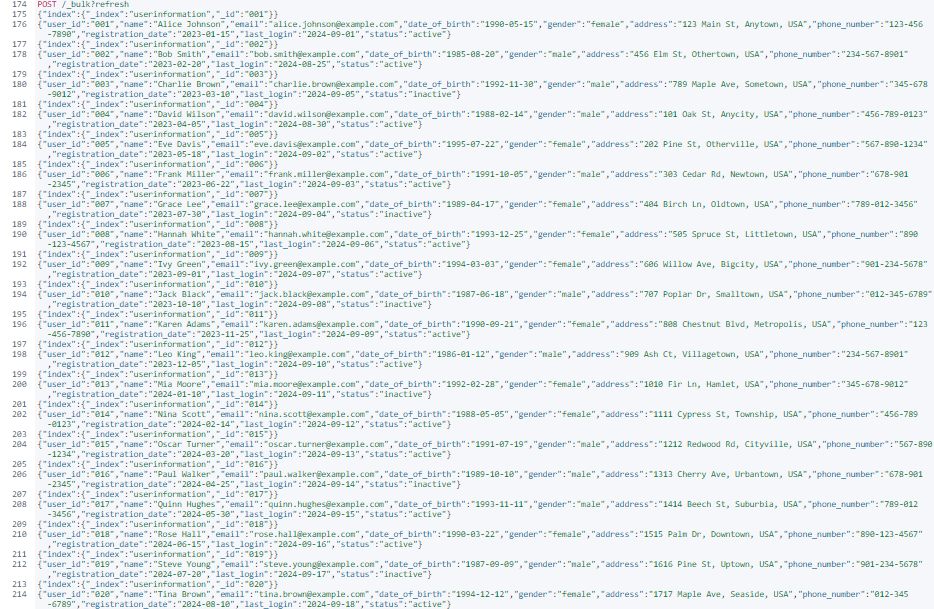 174 POST /_bulk?refresh
175 {"index":{"_index":"userinformation","_id":"001"}}
176 {"user_id":"001","name":"Alice Johnson","email":"alice.johnson@example.com","date_of_birth":"1990-05-15","gender":"female","address":"123 Main St, Anytown, USA","phone_number":"123-456
-7890","registration_date":"2023-01-15","last_login":"2024-09-01","status":"active"}
177 {"index":{"_index":"userinformation","_id":"002"}}
178 {"user_id":"002","name":"Bob Smith","email":"bob.smith@example.com","date_of_birth":"1985-08-20","gender":"male","address":"456 Elm St, Othertown, USA","phone_number":"234-567-8901"
,"registration_date":"2023-02-20","last_login":"2024-08-25","status":"active"}
179 {"index":{"_index":"userinformation","_id":"003"}}
180 {"user_id":"003","name":"Charlie Brown","email":"charlie.brown@example.com","date_of_birth":"1992-11-30","gender":"male","address":"789 Maple Ave, Sometown, USA","phone_number":"345-678
-9012","registration_date":"2023-03-10","last_login":"2024-09-05","status":"inactive"}
181 {"index":{"_index":"userinformation","_id":"004"}}
182 {"user_id":"004","name":"David Wilson","email":"david.wilson@example.com","date_of_birth":"1988-02-14","gender":"male","address":"101 Oak St, Anycity, USA","phone_number":"456-789-0123"
,"registration_date":"2023-04-05","last_login":"2024-08-30","status":"active"}
183 {"index":{"_index":"userinformation","_id":"005"}}
184 {"user_id":"005","name":"Eve Davis","email":"eve.davis@example.com","date_of_birth":"1995-07-22","gender":"female","address":"202 Pine St, Otherville, USA","phone_number":"567-890-1234"
,"registration_date":"2023-05-18","last_login":"2024-09-02","status":"active"}
185 {"index":{"_index":"userinformation","_id":"006"}}
186 {"user_id":"006","name":"Frank Miller","email":"frank.miller@example.com","date_of_birth":"1991-10-05","gender":"male","address":"303 Cedar Rd, Newtown, USA","phone_number":"678-901
-2345","registration_date":"2023-06-22","last_login":"2024-09-03","status":"active"}
187 {"index":{"_index":"userinformation","_id":"007"}}
188 {"user_id":"007","name":"Grace Lee","email":"grace.lee@example.com","date_of_birth":"1989-04-17","gender":"female","address":"404 Birch Ln, Oldtown, USA","phone_number":"789-012-3456"
,"registration_date":"2023-07-30","last_login":"2024-09-04","status":"inactive"}
189 {"index":{"_index":"userinformation","_id":"008"}}
190 {"user_id":"008","name":"Hannah White","email":"hannah.white@example.com","date_of_birth":"1993-12-25","gender":"female","address":"505 Spruce St, Littletown, USA","phone_number":"890
-123-4567","registration_date":"2023-08-15","last_login":"2024-09-06","status":"active"}
191 {"index":{"_index":"userinformation","_id":"009"}}
192 {"user_id":"009","name":"Ivy Green","email":"ivy.green@example.com","date_of_birth":"1994-03-03","gender":"female","address":"606 Willow Ave, Bigcity, USA","phone_number":"901-234-5678"
,"registration_date":"2023-09-01","last_login":"2024-09-07","status":"active"}
193 {"index":{"_index":"userinformation","_id":"010"}}
194 {"user_id":"010","name":"Jack Black","email":"jack.black@example.com","date_of_birth":"1987-06-18","gender":"male","address":"707 Poplar Dr, Smalltown, USA","phone_number":"012-345-6789"
,"registration_date":"2023-10-10","last_login":"2024-09-08","status":"inactive"}
195 {"index":{"_index":"userinformation","_id":"011"}}
196 {"user_id":"011","name":"Karen Adams","email":"karen.adams@example.com","date_of_birth":"1990-09-21","gender":"female","address":"808 Chestnut Blvd, Metropolis, USA","phone_number":"123
-456-7890","registration_date":"2023-11-25","last_login":"2024-09-09","status":"active"}
197 {"index":{"_index":"userinformation","_id":"012"}}
198 {"user_id":"012","name":"Leo King","email":"leo.king@example.com","date_of_birth":"1986-01-12","gender":"male","address":"909 Ash Ct, Villagetown, USA","phone_number":"234-567-8901"
,"registration_date":"2023-12-05","last_login":"2024-09-10","status":"active"}
199 {"index":{"_index":"userinformation","_id":"013"}}
200 {"user_id":"013","name":"Mia Moore","email":"mia.moore@example.com","date_of_birth":"1992-02-28","gender":"female","address":"1010 Fir Ln, Hamlet, USA","phone_number":"345-678-9012"
,"registration_date":"2024-01-10","last_login":"2024-09-11","status":"inactive"}
201 {"index":{"_index":"userinformation","_id":"014"}}
202 {"user_id":"014","name":"Nina Scott","email":"nina.scott@example.com","date_of_birth":"1988-05-05","gender":"female","address":"1111 Cypress St, Township, USA","phone_number":"456-789
-0123","registration_date":"2024-02-14","last_login":"2024-09-12","status":"active"}
203 {"index":{"_index":"userinformation","_id":"015"}}
204 {"user_id":"015","name":"Oscar Turner","email":"oscar.turner@example.com","date_of_birth":"1991-07-19","gender":"male","address":"1212 Redwood Rd, Cityville, USA","phone_number":"567-890
-1234","registration_date":"2024-03-20","last_login":"2024-09-13","status":"active"}
205 {"index":{"_index":"userinformation","_id":"016"}}
206 {"user_id":"016","name":"Paul Walker","email":"paul.walker@example.com","date_of_birth":"1989-10-10","gender":"male","address":"1313 Cherry Ave, Urbantown, USA","phone_number":"678-901
-2345","registration_date":"2024-04-25","last_login":"2024-09-14","status":"inactive"}
207 {"index":{"_index":"userinformation","_id":"017"}}
208 {"user_id":"017","name":"Quinn Hughes","email":"quinn.hughes@example.com","date_of_birth":"1993-11-11","gender":"male","address":"1414 Beech St, Suburbia, USA","phone_number":"789-012
-3456","registration_date":"2024-05-30","last_login":"2024-09-15","status":"active"}
209 {"index":{"_index":"userinformation","_id":"018"}}
210 {"user_id":"018","name":"Rose Hall","email":"rose.hall@example.com","date_of_birth":"1990-03-22","gender":"female","address":"1515 Palm Dr, Downtown, USA","phone_number":"890-123-4567"
,"registration_date":"2024-06-15","last_login":"2024-09-16","status":"active"}
211 {"index":{"_index":"userinformation","_id":"019"}}
212 {"user_id":"019","name":"Steve Young","email":"steve.young@example.com","date_of_birth":"1987-09-09","gender":"male","address":"1616 Pine St, Uptown, USA","phone_number":"901-234-5678"
,"registration_date":"2024-07-20","last_login":"2024-09-17","status":"inactive"}
213 {"index":{"_index":"userinformation","_id":"020"}}
214 {"user_id":"020","name":"Tina Brown","email":"tina.brown@example.com","date_of_birth":"1994-12-12","gender":"female","address":"1717 Maple Ave, Seaside, USA","phone_number":"012-345
-6789","registration_date":"2024-08-10","last_login":"2024-09-18","status":"active"}